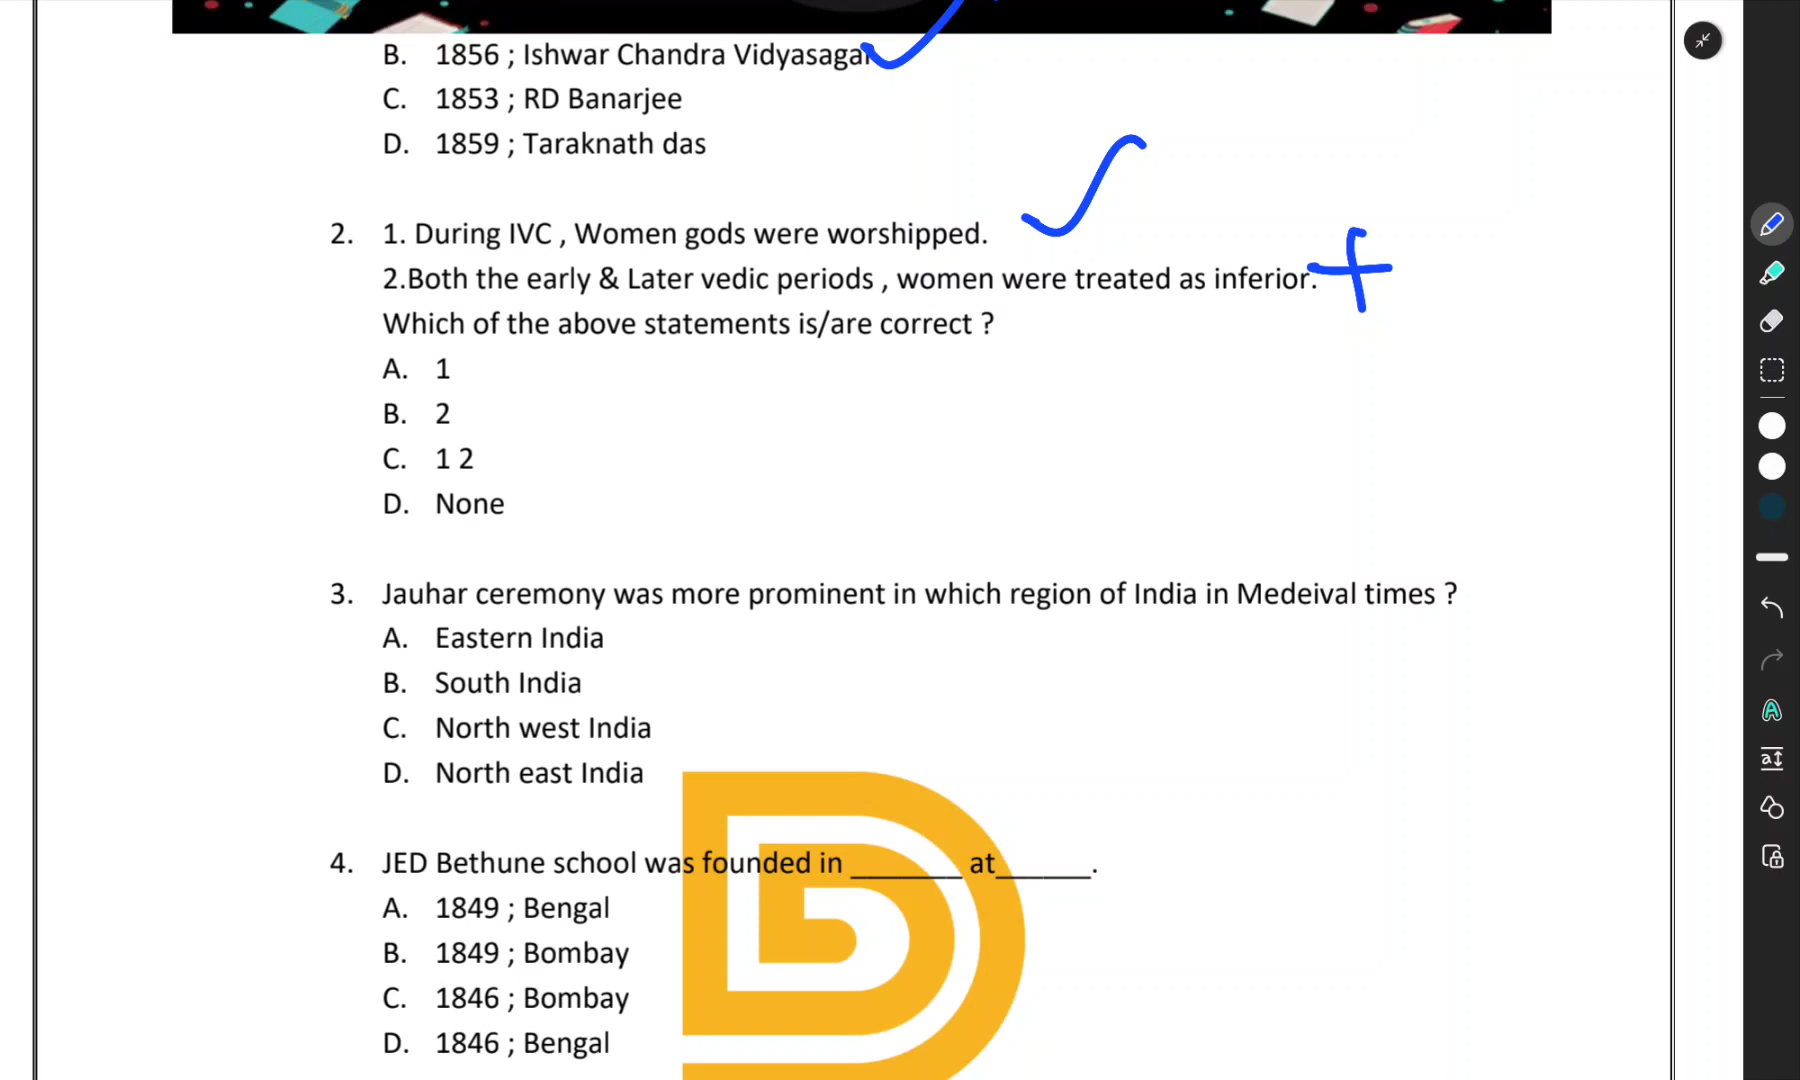 B. 1856 ; Ishwar Chandra Vidyasagar
C. 1853 ; RD Banarjee
D. 1859 ; Taraknath das
2. 1. During IVC , Women gods were worshipped.
2.Both the early & Later vedic periods , women were treated as inferior.
Which of the above statements is/are correct ?
A. 1
B. 2
C. 1 2
D. None
3. Jauhar ceremony was more prominent in which region of India in Medeival times ?
A. Eastern India
B. South India
C. North west India
D. North east India
4. JED Bethune school was founded in _______ at______.
A. 1849 ; Bengal
B. 1849 ; Bombay
C. 1846 ; Bombay
D. 1846 ; Bengal